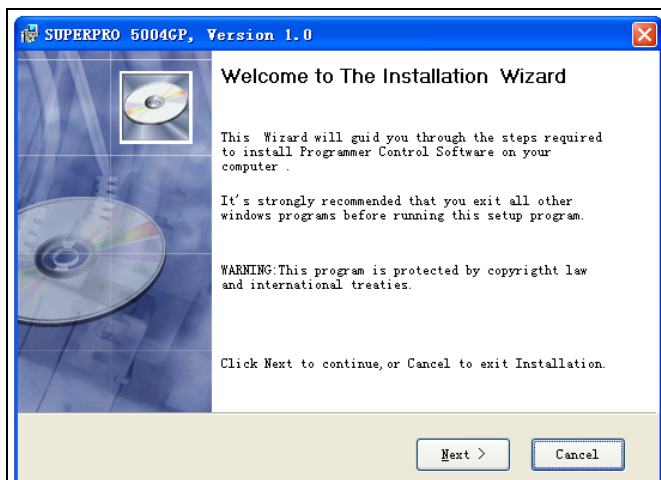 SUPERPRO 5004GP, Version 1.0
Welcome to The Installation Wizard
This Wizard will guid you through the steps required
to install Programmer Control Software on your
computer .
It's strongly recommended that you exit all other
windows programs before running this setup program.
WARNING:This program is protected by copyrigtht law
and international treaties.
Click Next to continue,or Cancel to exit Installation.
Next >
Cancel